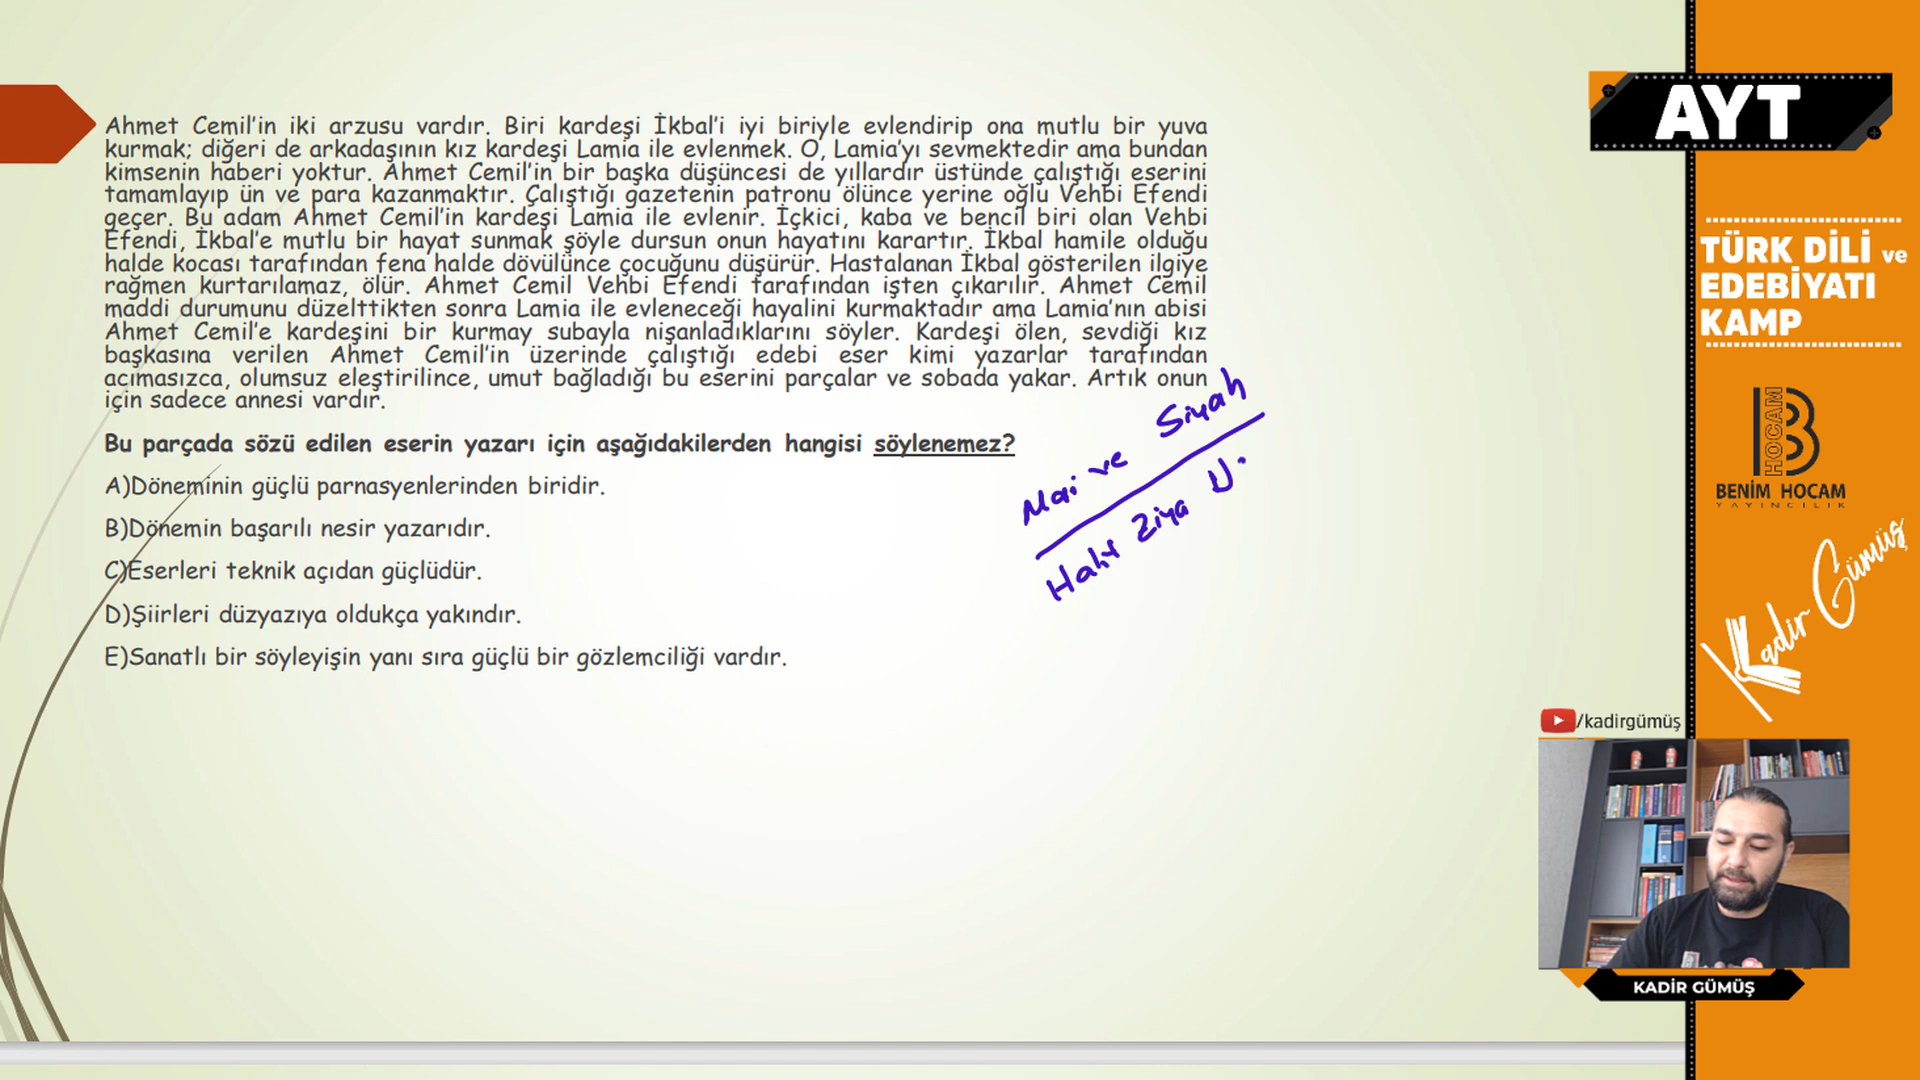 Ahmet Cemil'in iki arzusu vardır. Biri kardeşi İkbal'i iyi biriyle evlendirip ona mutlu bir yuva
kurmak; diğeri de arkadaşının kız kardeşi Lamia ile evlenmek. O, Lamia'yı sevmektedir ama bundan
kimsenin haberi yoktur. Ahmet Cemil'in bir başka düşüncesi de yıllardır üstünde çalıştığı eserini
tamamlayıp ün ve para kazanmaktır. Çalıştığı gazetenin patronu ölünce yerine oğlu Vehbi Efendi
geçer. Bu adam Ahmet Cemil'in kardeşi Lamia ile evlenir. İçkici, kaba ve bencil biri olan Vehbi
Efendi, İkbal'e mutlu bir hayat sunmak şöyle dursun onun hayatını karartır. İkbal hamile olduğu
halde kocası tarafından fena halde dövülünce çocuğunu düşürür. Hastalanan İkbal gösterilen ilgiye
rağmen kurtarılamaz, ölür. Ahmet Cemil Vehbi Efendi tarafından işten çıkarılır. Ahmet Cemil
maddi durumunu düzelttikten sonra Lamia ile evleneceği hayalini kurmaktadır ama Lamia'nın abisi
Ahmet Cemil'e kardeşini bir kurmay subayla nişanladıklarını söyler. Kardeşi ölen, sevdiği kız
başkasına verilen Ahmet Cemil'in üzerinde çalıştığı edebi eser kimi yazarlar tarafından
acımasızca, olumsuz eleştirilince, umut bağladığı bu eserini parçalar ve sobada yakar. Artık onun
için sadece annesi vardır.
Bu parçada sözü edilen eserin yazarı için aşağıdakilerden hangisi söylenemez?
A)Döneminin güçlü parnasyenlerinden biridir.
B)Dönemin başarılı nesir yazarıdır.
C)Eserleri teknik açıdan güçlüdür.
D)Şiirleri düzyazıya oldukça yakındır.
E)Sanatlı bir söyleyişin yanı sıra güçlü bir gözlemciliği vardır.
Mai ve Siyah
Halit Ziya U.
AYT
TÜRK DİLİ ve
EDEBİYATI
KAMP
HOCAM
BENİM HOCAM
YAYINCILIK
Kadir Gümüş
/kadirgümüş
KADİR GÜMÜŞ